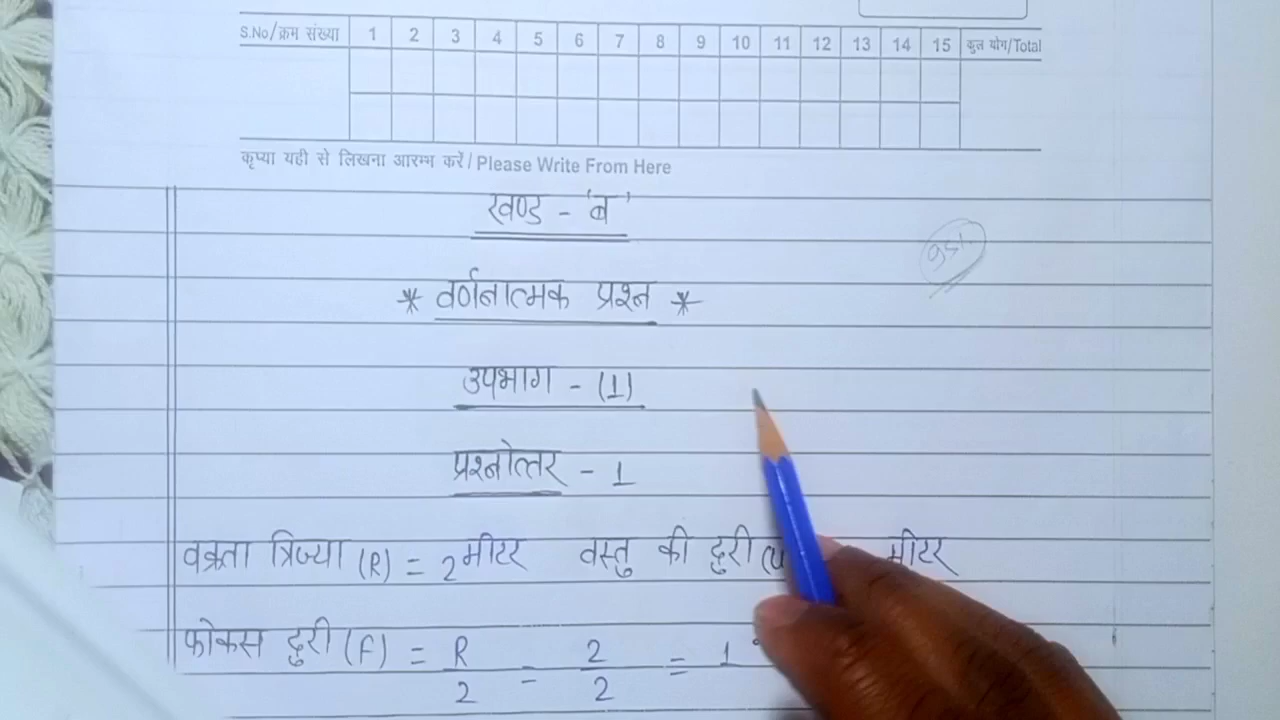 S.No/क्रम संख्या 1 2 3 4 5 6 7 8 9 10 11 12 13 14 15 कुल योग/Total
कृप्या यही से लिखना आरम्भ करें/Please Write From Here
खण्ड - 'ब'
95%
* वर्णनात्मक प्रश्न *
उपभाग - (1)
प्रश्नोत्तर - 1
वक्रता त्रिज्या (R) = 2 मीटर वस्तु की दुरी (u मीटर
फोकस दुरी (f) = R/2 = 2/2 = 1